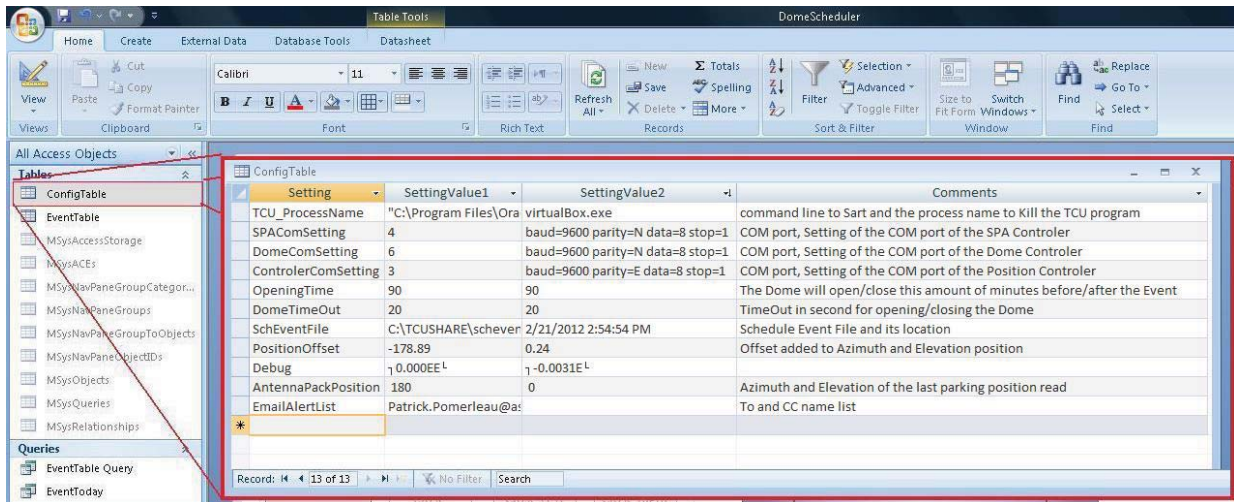 Table Tools
DomeScheduler
Home Create External Data Database Tools Datasheet
View
Views
Paste
Cut
Copy
Format Painter
Clipboard
Calibri 11
B I U A
Font
Rich Text
Refresh All
New
Save
Delete
Σ Totals
Spelling
More
Records
Filter
Selection
Advanced
Toggle Filter
Sort & Filter
Size to Fit Form
Switch Windows
Window
Find
Replace
Go To
Select
Find
All Access Objects
Tables
ConfigTable
EventTable
MSysAccessStorage
MSysACEs
MSysNavPaneGroupCategor...
MSysNavPaneGroups
MSysNavPaneGroupToObjects
MSysNavPaneObjectIDs
MSysObjects
MSysQueries
MSysRelationships
Queries
EventTable Query
EventToday
ConfigTable
Setting SettingValue1 SettingValue2 Comments
TCU_ProcessName "C:\Program Files\Ora virtualBox.exe command line to Sart and the process name to Kill the TCU program
SPAComSetting 4 baud=9600 parity=N data=8 stop=1 COM port, Setting of the COM port of the SPA Controler
DomeComSetting 6 baud=9600 parity=N data=8 stop=1 COM port, Setting of the COM port of the Dome Controler
ControlerComSetting 3 baud=9600 parity=E data=8 stop=1 COM port, Setting of the COM port of the Position Controler
OpeningTime 90 90 The Dome will open/close this amount of minutes before/after the Event
DomeTimeOut 20 20 TimeOut in second for opening/closing the Dome
SchEventFile C:\TCUSHARE\scheven 2/21/2012 2:54:54 PM Schedule Event File and its location
PositionOffset -178.89 0.24 Offset added to Azimuth and Elevation position
Debug ┐0.000EE└ ┐-0.0031E└
AntennaPackPosition 180 0 Azimuth and Elevation of the last parking position read
EmailAlertList Patrick.Pomerleau@as To and CC name list
Record: 13 of 13 No Filter Search